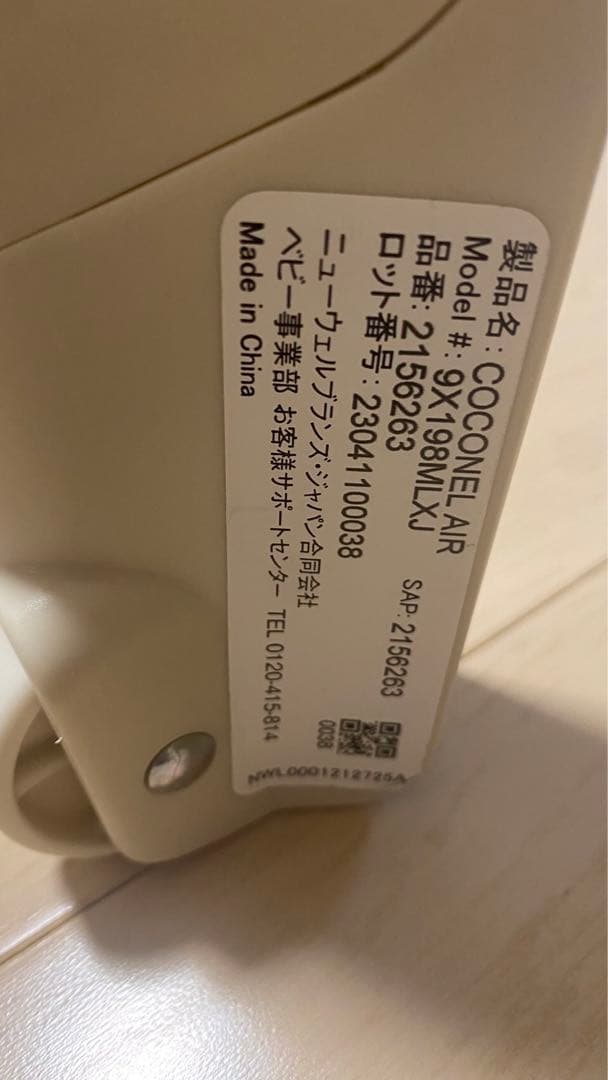 製品名: COCONEL AIR
Model #: 9X198MLXJ
品番: 2156263
SAP: 2156263
ロット番号: 23041100038
ニューウェルブランズ・ジャパン合同会社
ベビー事業部 お客様サポートセンター TEL 0120-415-814
Made in China
0038
NWL0001212725A